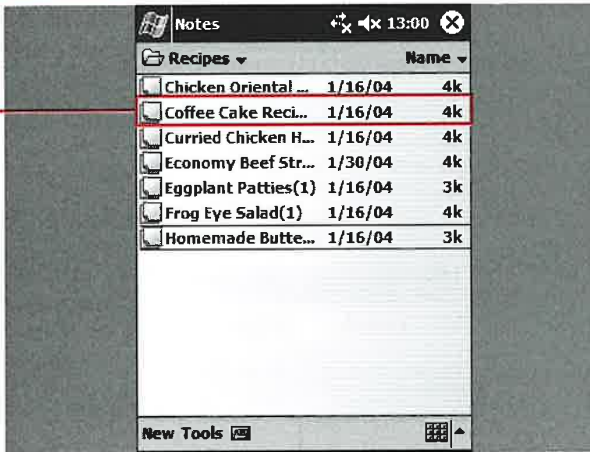 Notes 13:00
Recipes Name
Chicken Oriental ... 1/16/04 4k
Coffee Cake Reci... 1/16/04 4k
Curried Chicken H... 1/16/04 4k
Economy Beef Str... 1/30/04 4k
Eggplant Patties(1) 1/16/04 3k
Frog Eye Salad(1) 1/16/04 4k
Homemade Butte... 1/16/04 3k
New Tools